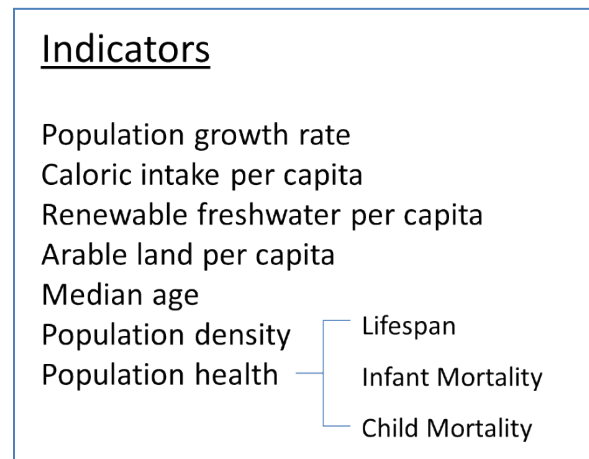 Indicators
Population growth rate
Caloric intake per capita
Renewable freshwater per capita
Arable land per capita
Median age
Population density
Population health
Lifespan
Infant Mortality
Child Mortality